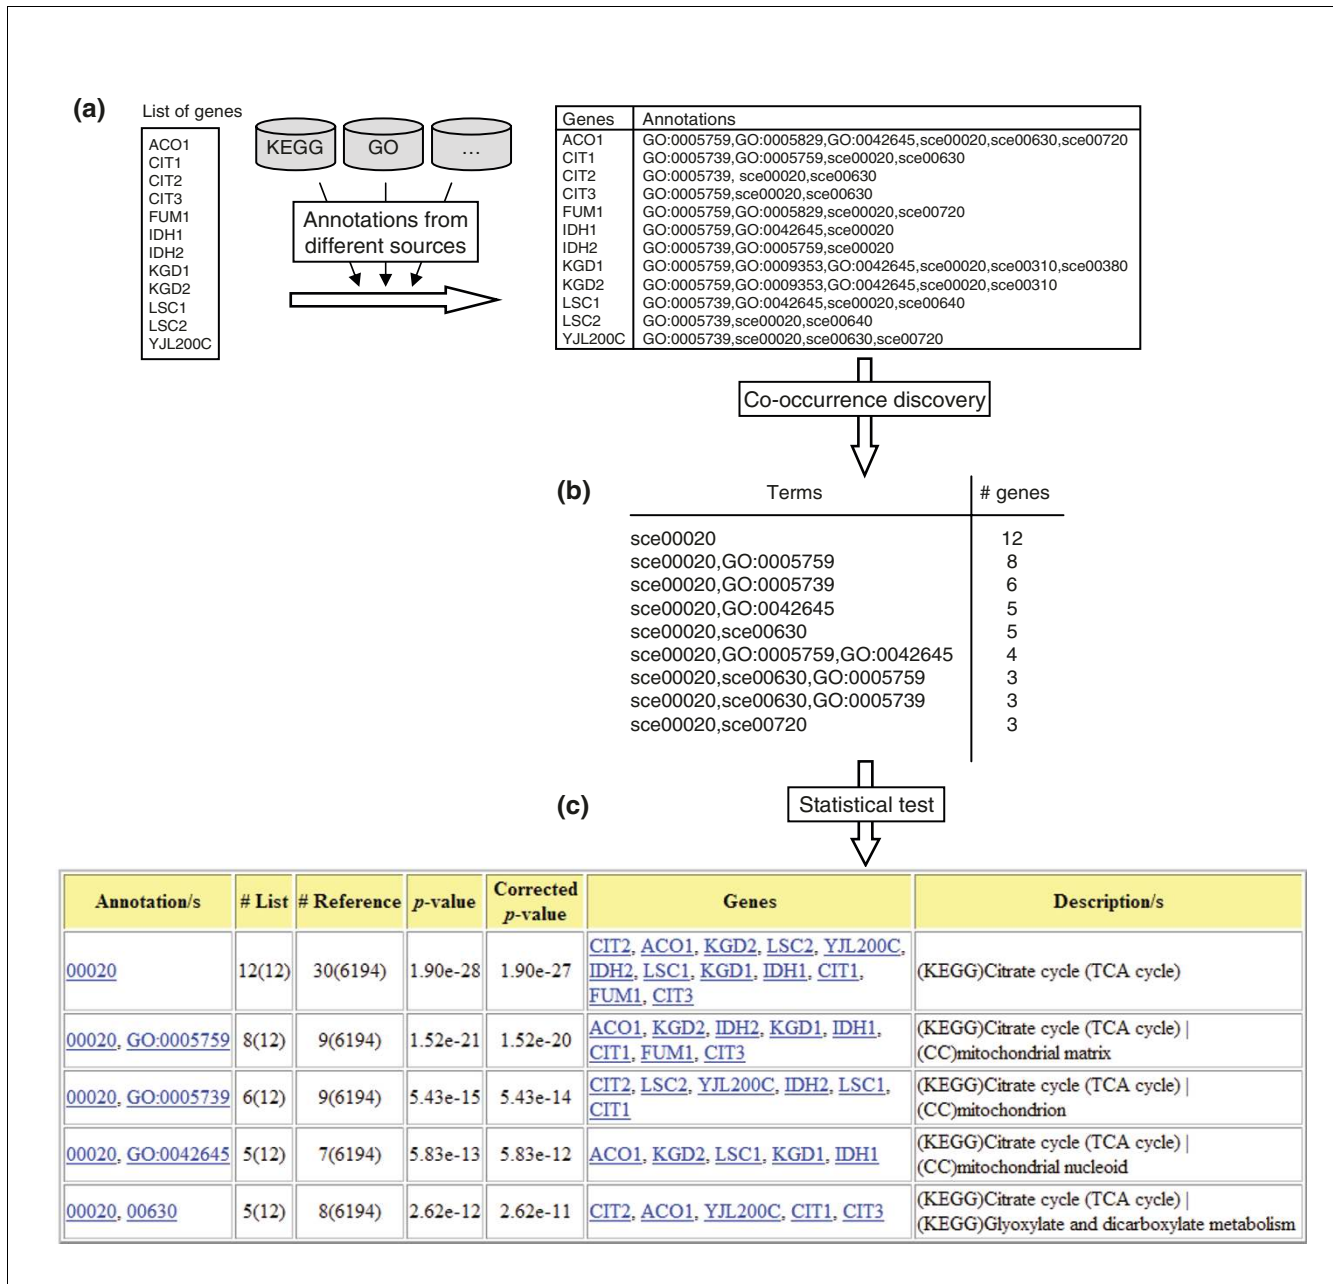 (a)
List of genes
ACO1
CIT1
CIT2
CIT3
FUM1
IDH1
IDH2
KGD1
KGD2
LSC1
LSC2
YJL200C
KEGG
GO
...
Annotations from
different sources
Genes Annotations
ACO1 GO:0005759,GO:0005829,GO:0042645,sce00020,sce00630,sce00720
CIT1 GO:0005739,GO:0005759,sce00020,sce00630
CIT2 GO:0005739, sce00020,sce00630
CIT3 GO:0005759,sce00020,sce00630
FUM1 GO:0005759,GO:0005829,sce00020,sce00720
IDH1 GO:0005759,GO:0042645,sce00020
IDH2 GO:0005739,GO:0005759,sce00020
KGD1 GO:0005759,GO:0009353,GO:0042645,sce00020,sce00310,sce00380
KGD2 GO:0005759,GO:0009353,GO:0042645,sce00020,sce00310
LSC1 GO:0005739,GO:0042645,sce00020,sce00640
LSC2 GO:0005739,sce00020,sce00640
YJL200C GO:0005739,sce00020,sce00630,sce00720
Co-occurrence discovery
(b)
Terms # genes
sce00020 12
sce00020,GO:0005759 8
sce00020,GO:0005739 6
sce00020,GO:0042645 5
sce00020,sce00630 5
sce00020,GO:0005759,GO:0042645 4
sce00020,sce00630,GO:0005759 3
sce00020,sce00630,GO:0005739 3
sce00020,sce00720 3
(c)
Statistical test
Annotation/s # List # Reference p-value Corrected p-value Genes Description/s
00020 12(12) 30(6194) 1.90e-28 1.90e-27
CIT2, ACO1, KGD2, LSC2, YJL200C,
IDH2, LSC1, KGD1, IDH1, CIT1,
FUM1, CIT3
(KEGG)Citrate cycle (TCA cycle)
00020, GO:0005759 8(12) 9(6194) 1.52e-21 1.52e-20
ACO1, KGD2, IDH2, KGD1, IDH1,
CIT1, FUM1, CIT3
(KEGG)Citrate cycle (TCA cycle) |
(CC)mitochondrial matrix
00020, GO:0005739 6(12) 9(6194) 5.43e-15 5.43e-14
CIT2, LSC2, YJL200C, IDH2, LSC1,
CIT1
(KEGG)Citrate cycle (TCA cycle) |
(CC)mitochondrion
00020, GO:0042645 5(12) 7(6194) 5.83e-13 5.83e-12
ACO1, KGD2, LSC1, KGD1, IDH1
(KEGG)Citrate cycle (TCA cycle) |
(CC)mitochondrial nucleoid
00020, 00630 5(12) 8(6194) 2.62e-12 2.62e-11
CIT2, ACO1, YJL200C, CIT1, CIT3
(KEGG)Citrate cycle (TCA cycle) |
(KEGG)Glyoxylate and dicarboxylate metabolism